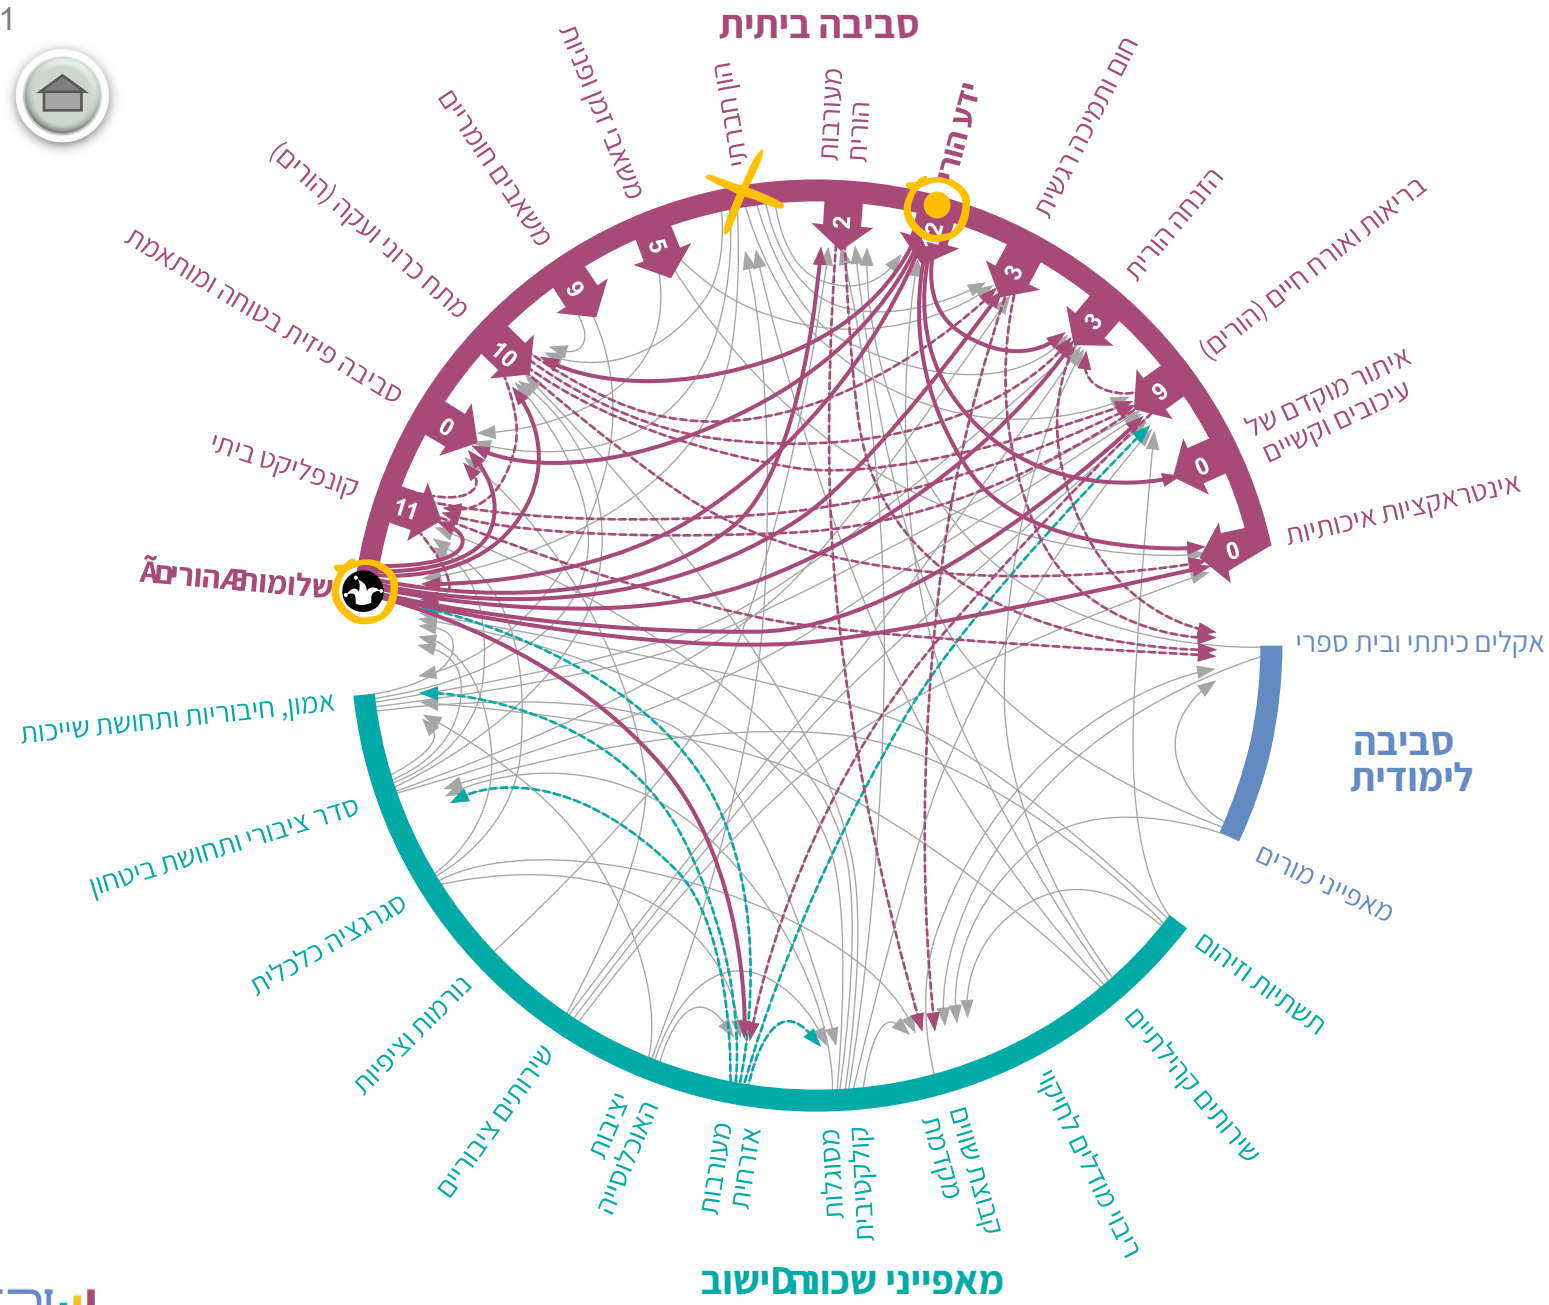 1
סביבה ביתית
הון חברתי
מעורבות
הורית
ידע הורי
חום ותמיכה רגשית
הזנחה הורית
בריאות ואורח חיים (הורים)
איתור מוקדם של
עיכובים וקשיים
אינטראקציות איכותיות
משאבי זמן ופניות
משאבים חומריים
מתח כרוני ועקה (הורים)
סביבה פיזית בטוחה ומותאמת
קונפליקט ביתי
5
9
10
0
11
2
12
3
3
9
0
0
אקלים כיתתי ובית ספרי
סביבה
לימודית
מאפייני מורים
אמון, חיבוריות ותחושת שייכות
סדר ציבורי ותחושת ביטחון
סגרגציה כלכלית
נורמות וציפיות
שירותים ציבוריים
יציבות
האוכלוסייה
מעורבות
אזרחית
מסוגלות
קולקטיבית
קבוצת שווים
מקדמת
ריבוי מודלים לחיקוי
שירותים קהילתיים
תשתיות וזיהום